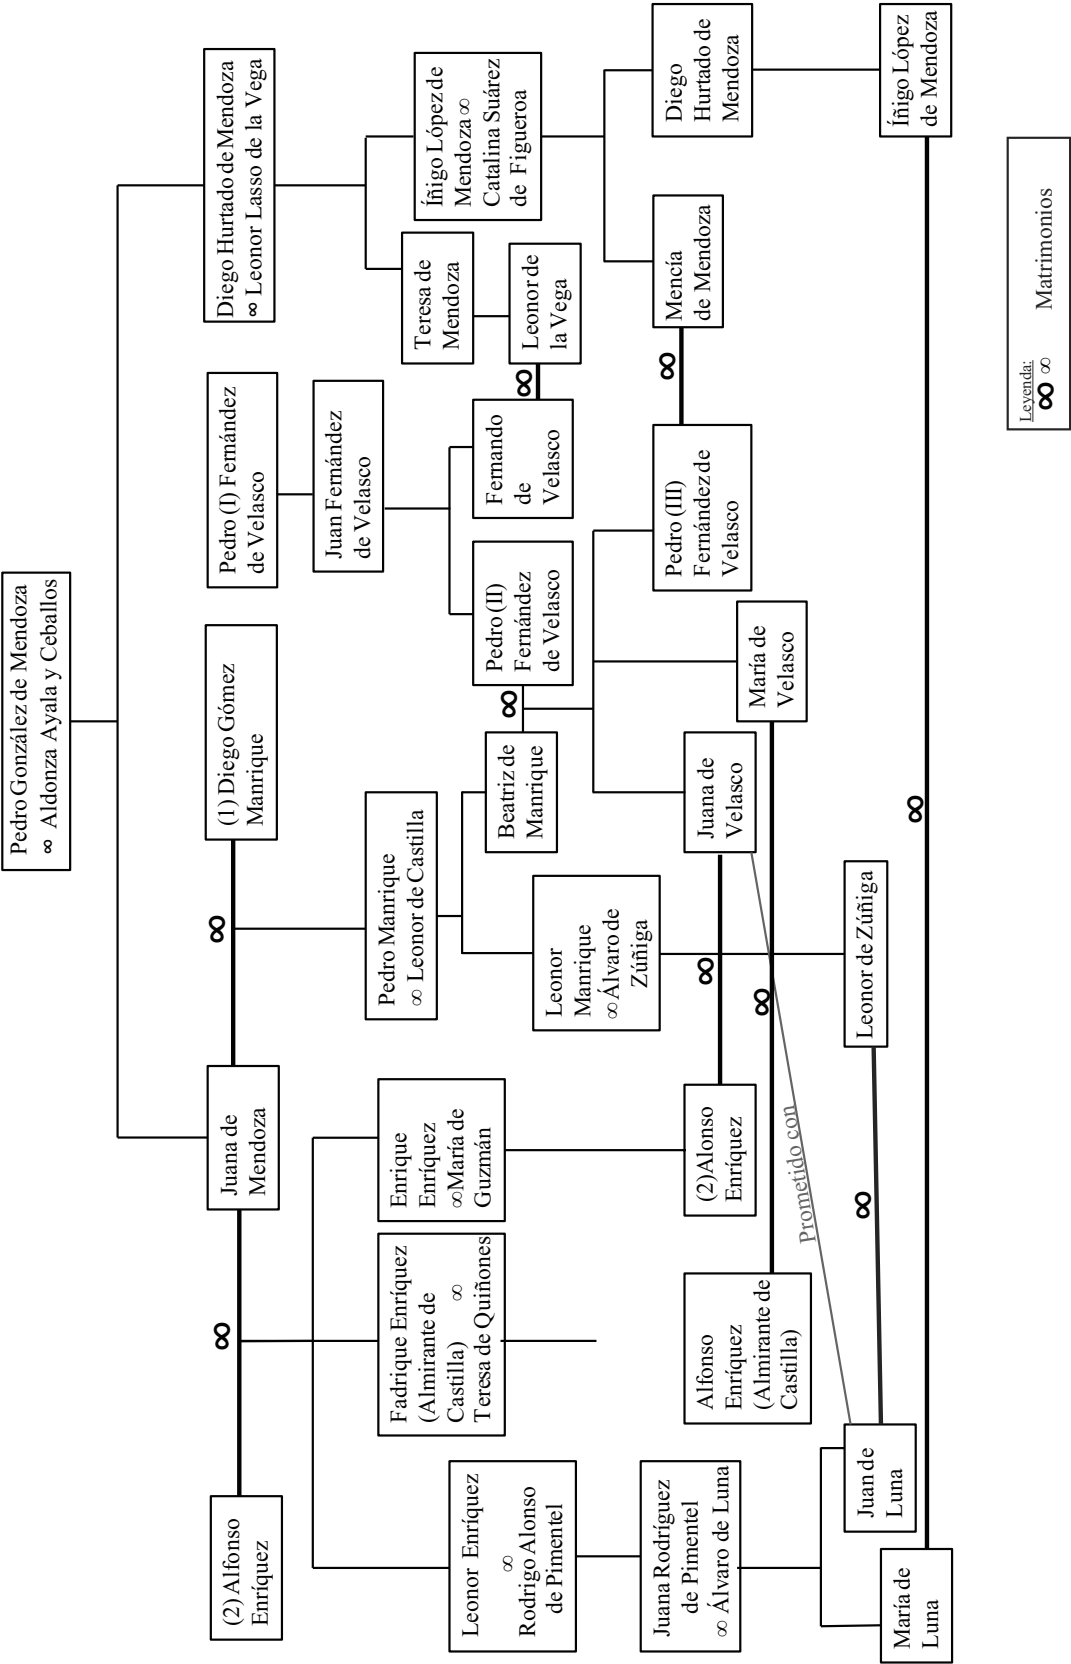 Pedro González de Mendoza
∞ Aldonza Ayala y Ceballos
(2) Alfonso
Enríquez
∞
Juana de
Mendoza
∞
(1) Diego Gómez
Manrique
Pedro (I) Fernández
de Velasco
Diego Hurtado de Mendoza
∞ Leonor Lasso de la Vega
Juan Fernández
de Velasco
Leonor Enríquez
∞
Rodrigo Alonso
de Pimentel
Fadrique Enríquez
(Almirante de
Castilla) ∞
Teresa de Quiñones
Enrique
Enríquez
∞María de
Guzmán
Pedro Manrique
∞ Leonor de Castilla
Teresa de
Mendoza
Íñigo López de
Mendoza ∞
Catalina Suárez
de Figueroa
Leonor
Manrique
∞Álvaro de
Zúñiga
Beatriz de
Manrique
∞
Pedro (II)
Fernández
de Velasco
Fernando
de
Velasco
∞
Leonor de
la Vega
Juana Rodríguez
de Pimentel
∞ Álvaro de Luna
Alfonso
Enríquez
(Almirante de
Castilla)
(2)Alonso
Enríquez
∞
Juana de
Velasco
∞
María de
Velasco
Pedro (III)
Fernández de
Velasco
∞
Mencía
de Mendoza
Diego
Hurtado de
Mendoza
Prometido con
Juan de
Luna
∞
Leonor de Zúñiga
María de
Luna
∞
Íñigo López
de Mendoza
Leyenda:
∞ ∞ Matrimonios